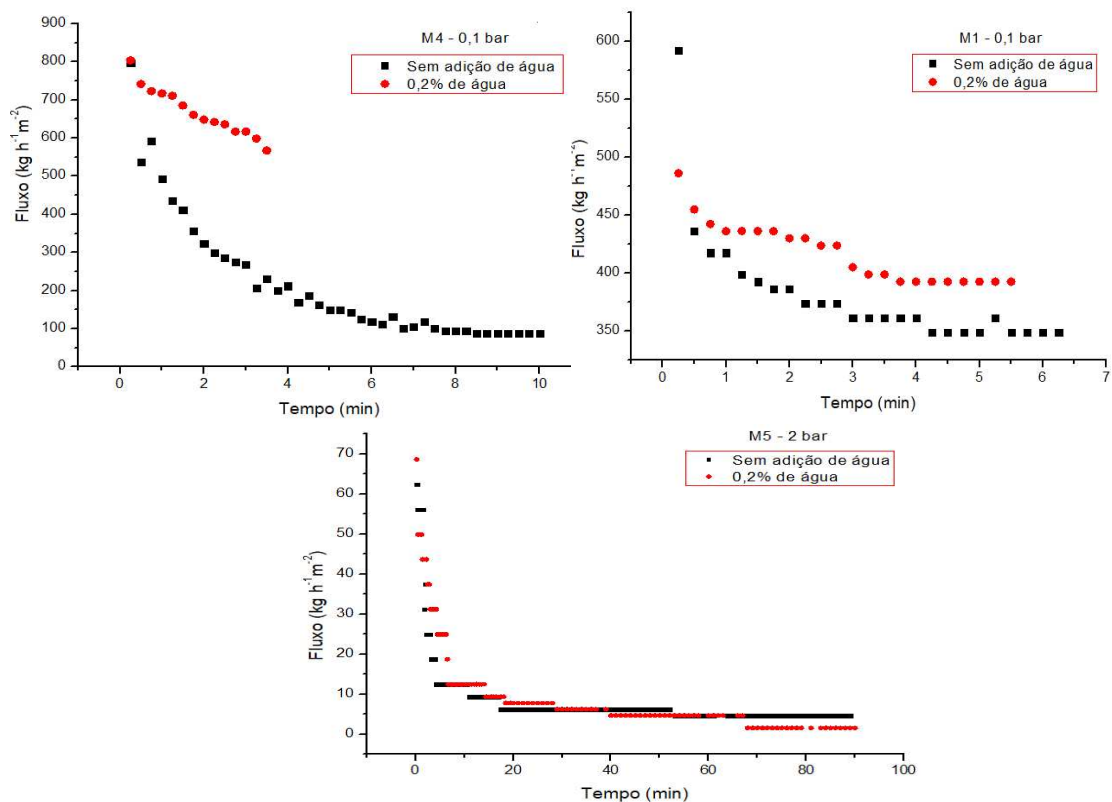 M4 - 0,1 bar
Sem adição de água
0,2% de água
Fluxo (kg h⁻¹m⁻²)
900
800
700
600
500
400
300
200
100
0
0 2 4 6 8 10
Tempo (min)
M1 - 0,1 bar
Sem adição de água
0,2% de água
Fluxo (kg h⁻¹m⁻²)
600
550
500
450
400
350
0 1 2 3 4 5 6 7
Tempo (min)
M5 - 2 bar
Sem adição de água
0,2% de água
Fluxo (kg h⁻¹m⁻²)
70
60
50
40
30
20
10
0
0 20 40 60 80 100
Tempo (min)